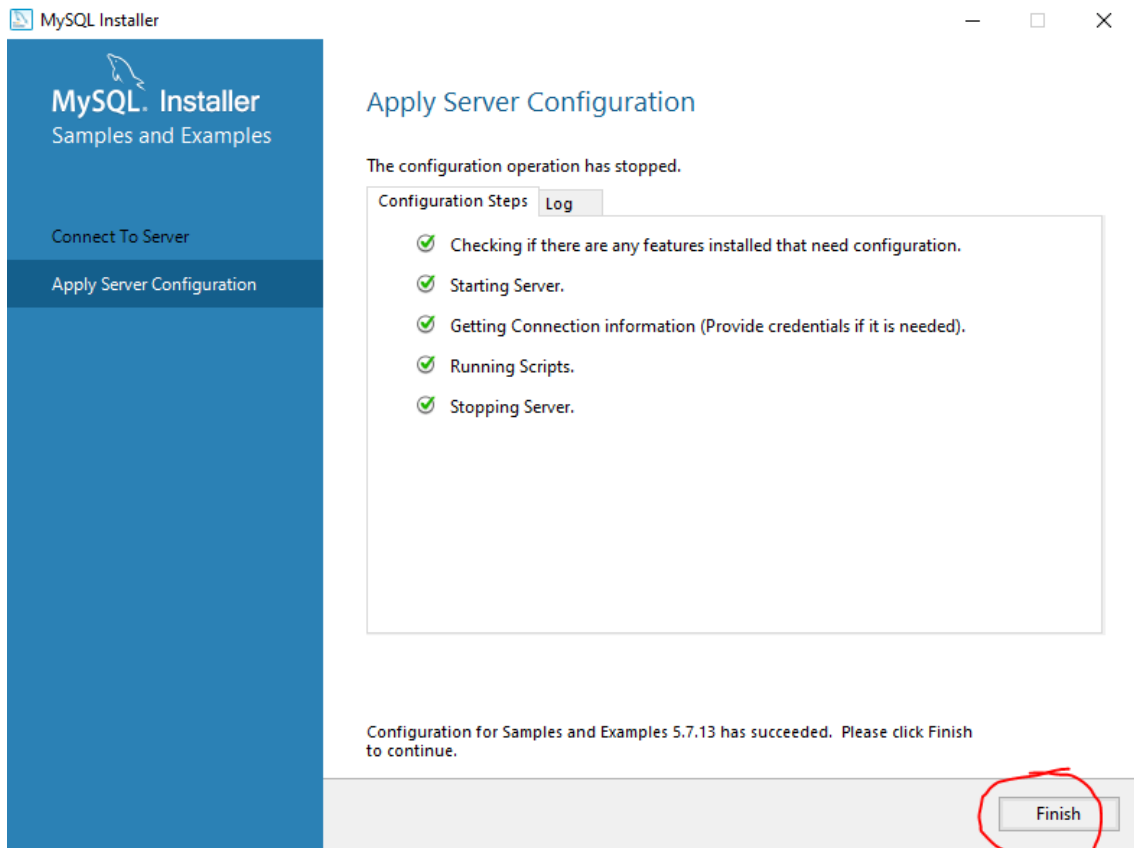 MySQL Installer
MySQL. Installer
Samples and Examples
Connect To Server
Apply Server Configuration
Apply Server Configuration
The configuration operation has stopped.
Configuration Steps
Log
Checking if there are any features installed that need configuration.
Starting Server.
Getting Connection information (Provide credentials if it is needed).
Running Scripts.
Stopping Server.
Configuration for Samples and Examples 5.7.13 has succeeded. Please click Finish
to continue.
Finish